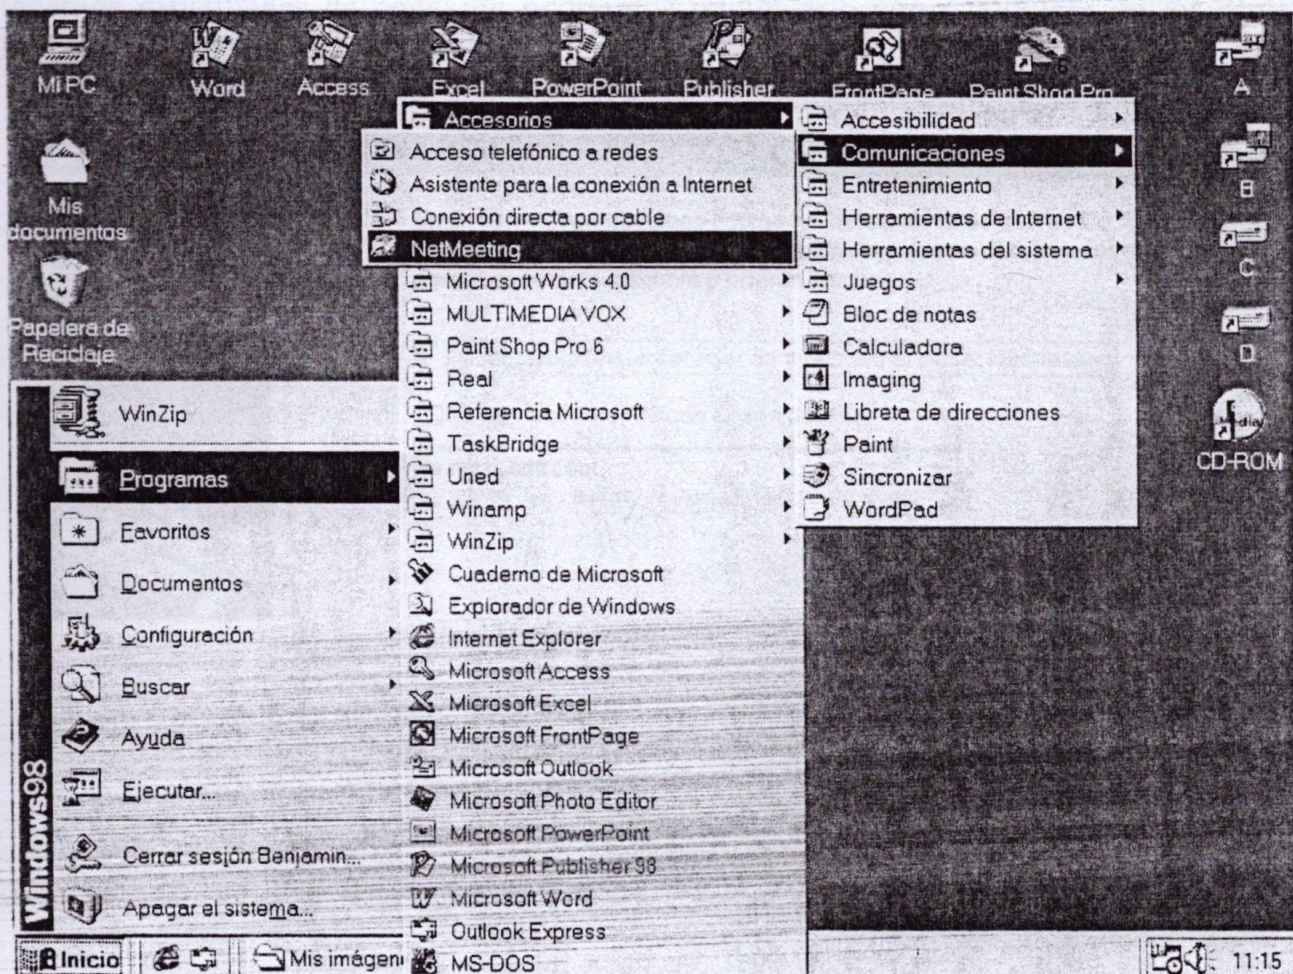 Mi PC
Word
Access
Excel
PowerPoint
Publisher
FrontPage
Paint Shop Pro
6
A
Mis
documentos
B
Papelera de
Reciclaje
C
D
Media
CD-ROM
Accesorios
Acceso telefónico a redes
Asistente para la conexión a Internet
Conexión directa por cable
NetMeeting
Microsoft Works 4.0
MULTIMEDIA VOX
Paint Shop Pro 6
Real
Referencia Microsoft
TaskBridge
Uned
Winamp
WinZip
Cuaderno de Microsoft
Explorador de Windows
Internet Explorer
Microsoft Access
Microsoft Excel
Microsoft FrontPage
Microsoft Outlook
Microsoft Photo Editor
Microsoft PowerPoint
Microsoft Publisher 98
Microsoft Word
Outlook Express
MS-DOS
Accesibilidad
Comunicaciones
Entretenimiento
Herramientas de Internet
Herramientas del sistema
Juegos
Bloc de notas
Calculadora
Imaging
Libreta de direcciones
Paint
Sincronizar
WordPad
WinZip
Programas
Favoritos
Documentos
Configuración
Buscar
Ayuda
Ejecutar...
Cerrar sesión Benjamin...
Apagar el sistema...
Windows98
Inicio
Mis imágen
11:15